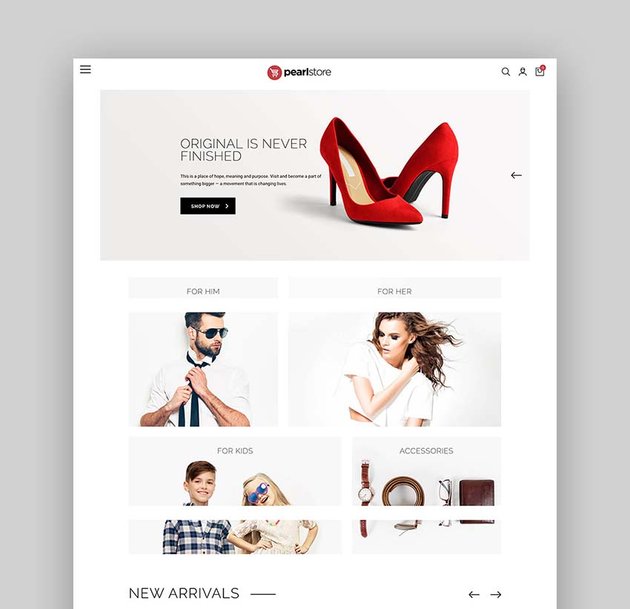 pearlstore
ORIGINAL IS NEVER
FINISHED
This is a place of hope, meaning and purpose. Visit and become a part of
something bigger — a movement that is changing lives.
SHOP NOW
FOR HIM
FOR HER
FOR KIDS
ACCESSORIES
NEW ARRIVALS